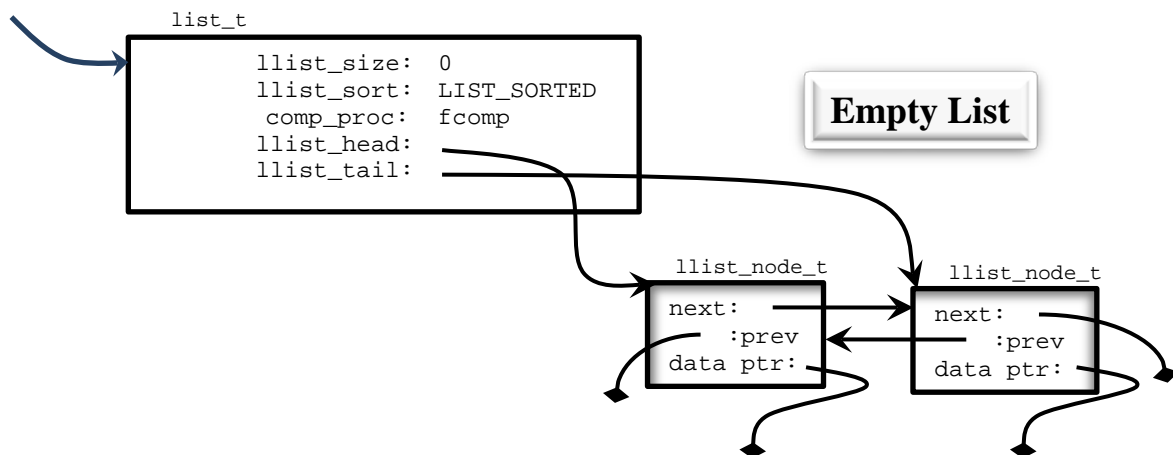 list_t
llist_size: 0
llist_sort: LIST_SORTED
comp_proc: fcomp
llist_head:
llist_tail:
Empty List
llist_node_t
next:
:prev
data ptr:
llist_node_t
next:
:prev
data ptr: